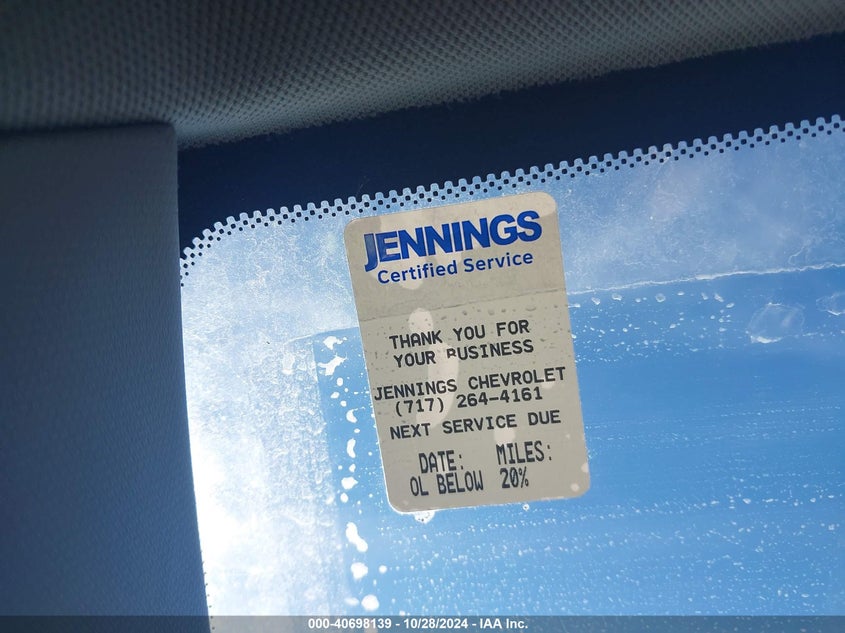 JENNINGS
Certified Service
THANK YOU FOR
YOUR BUSINESS
JENNINGS CHEVROLET
(717) 264-4161
NEXT SERVICE DUE
DATE: MILES:
OL BELOW 20%
000-40698139 - 10/28/2024 - IAA Inc.